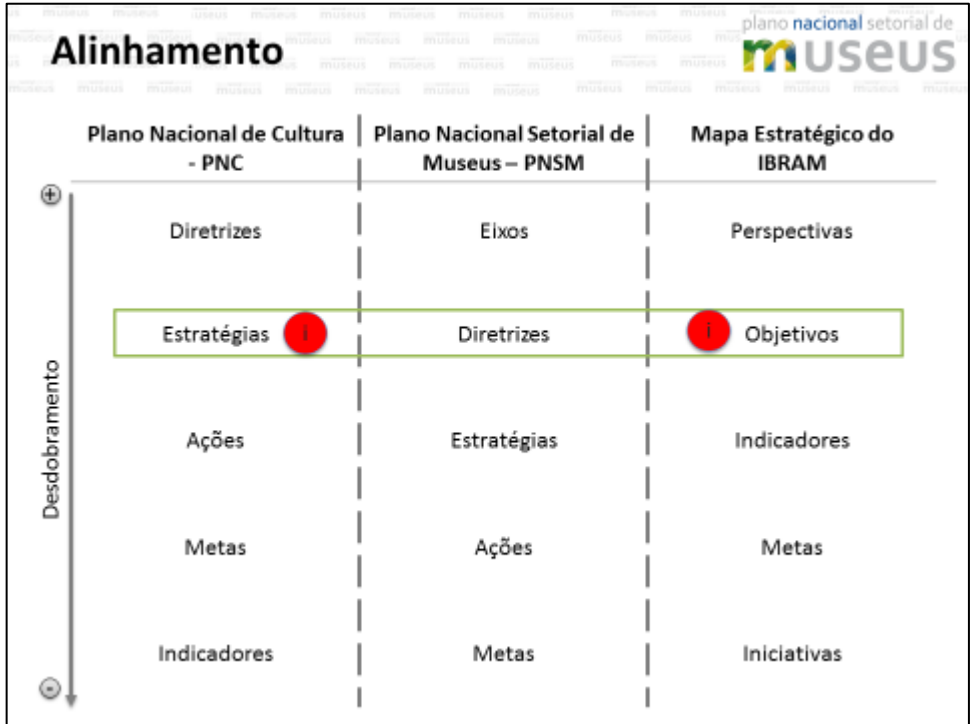 Alinhamento
plano nacional setorial de
museus
Plano Nacional de Cultura
- PNC
Plano Nacional Setorial de
Museus – PNSM
Mapa Estratégico do
IBRAM
+
Diretrizes
Eixos
Perspectivas
Estratégias i
Diretrizes
i Objetivos
Desdobramento
Ações
Estratégias
Indicadores
Metas
Ações
Metas
Indicadores
Metas
Iniciativas
-